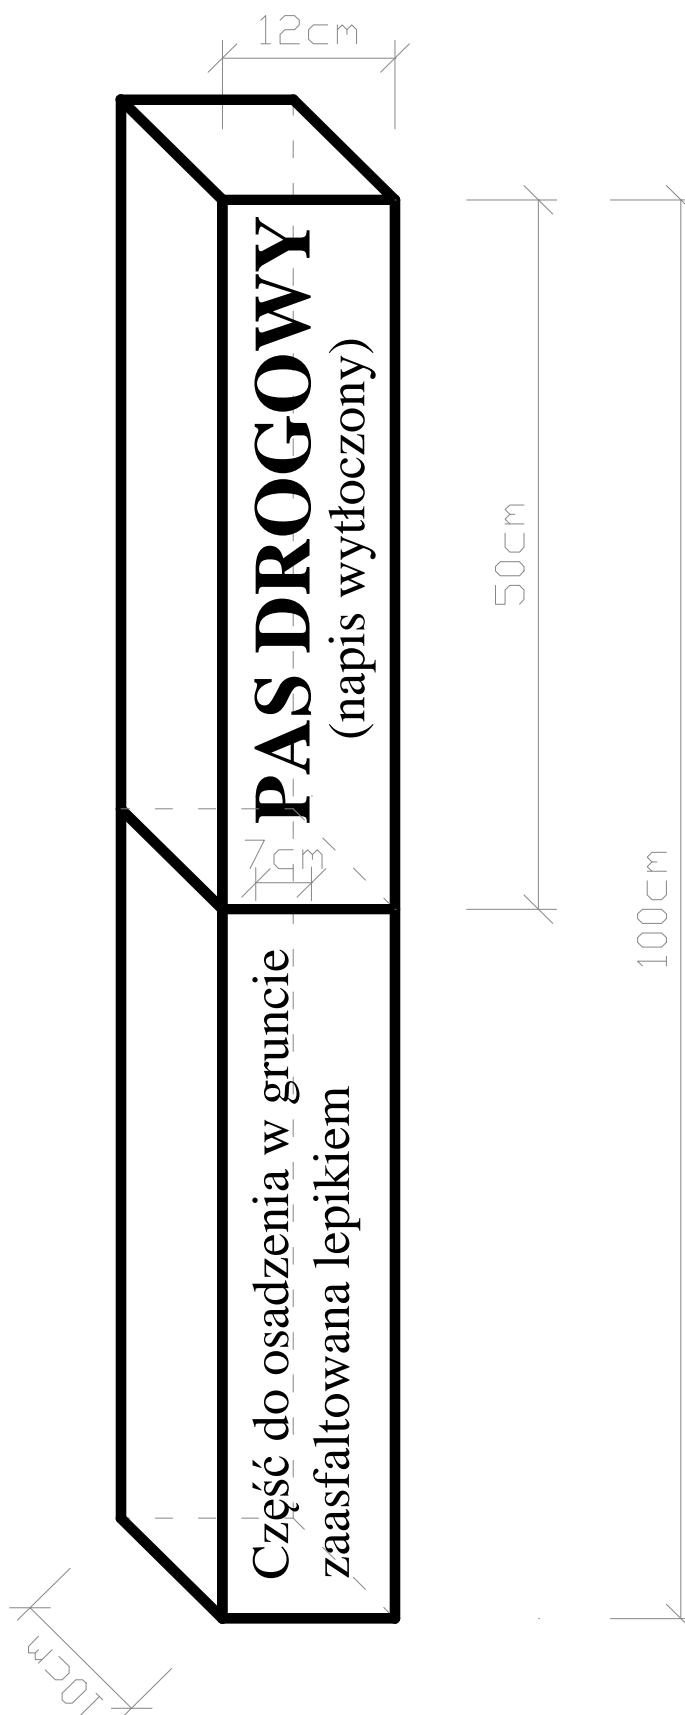 12cm
PAS DROGOWY
(napis wytłoczony)
50cm
7cm
100cm
Część do osadzenia w gruncie
zaasfaltowana lepikiem
10cm